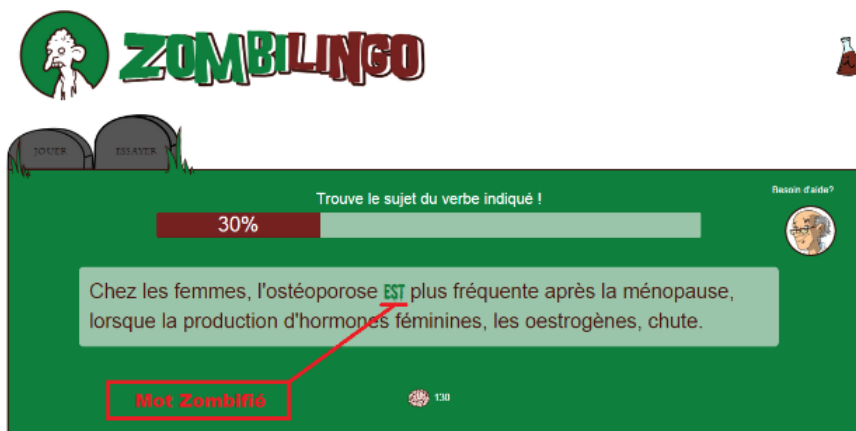 ZOMBILINGO
JOUER
ESSAYER
Trouve le sujet du verbe indiqué !
Besoin d'aide?
30%
Chez les femmes, l'ostéoporose EST plus fréquente après la ménopause,
lorsque la production d'hormones féminines, les oestrogènes, chute.
Mot Zombifié
130